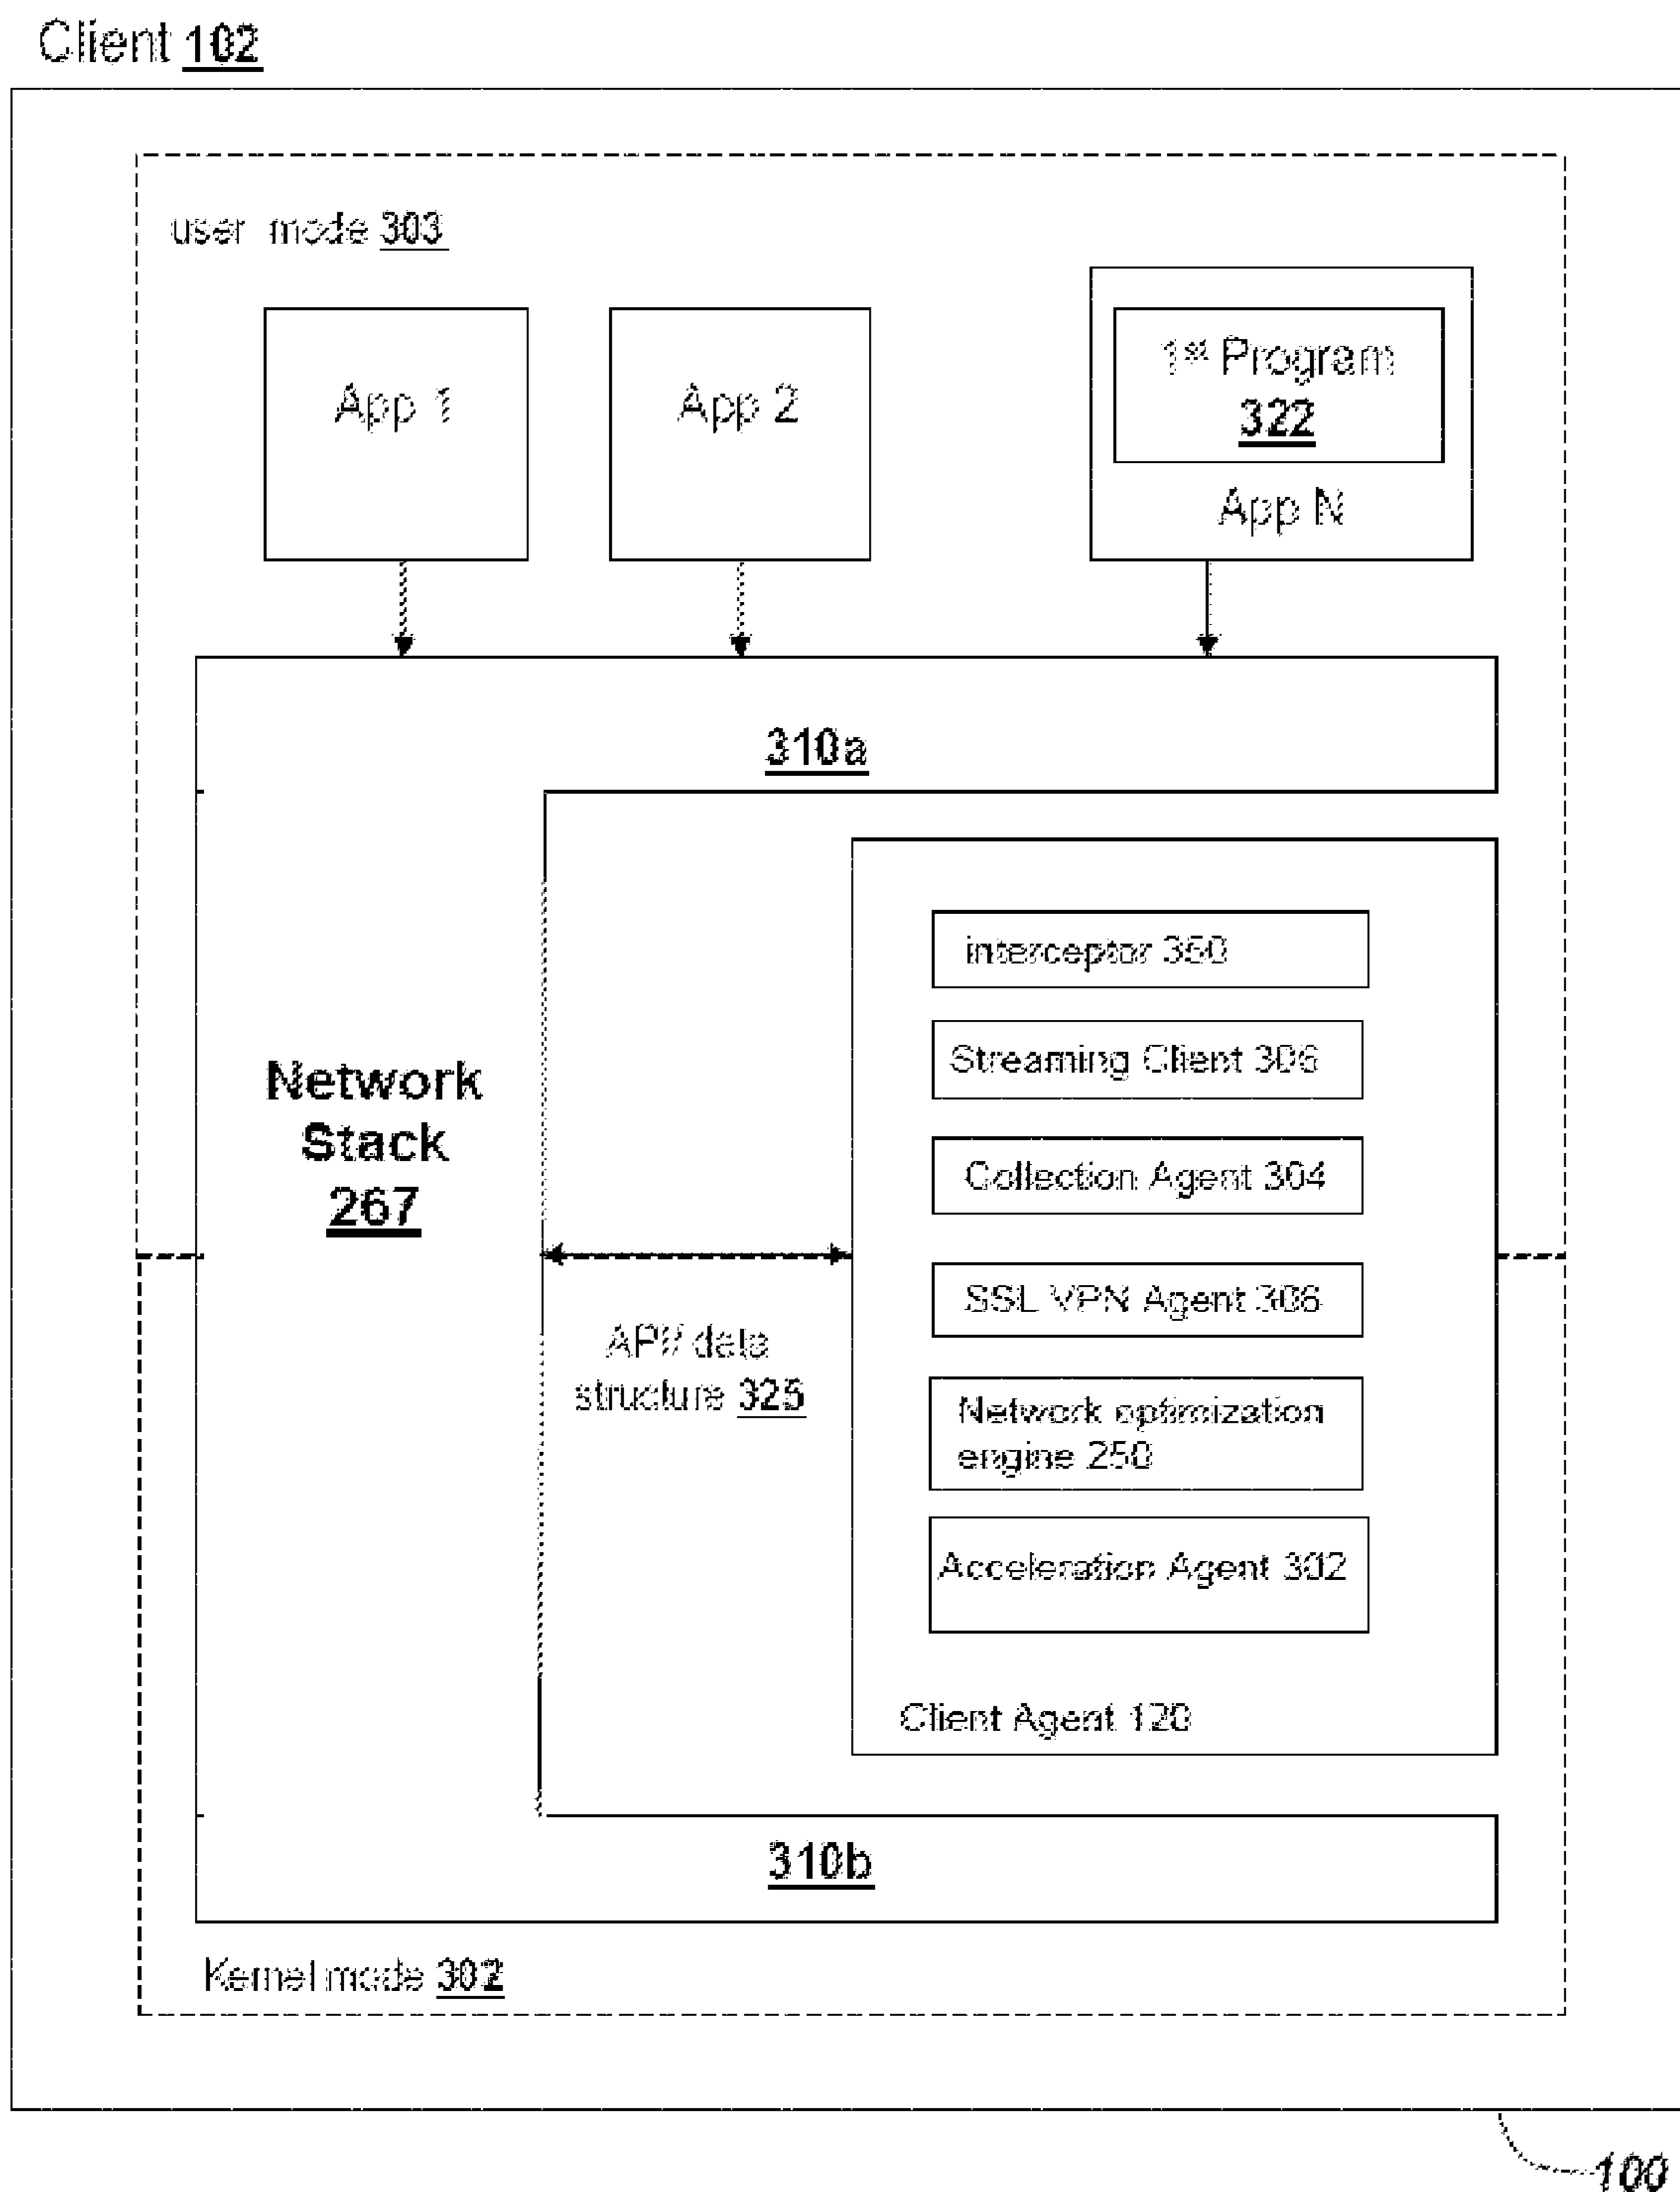 Client 102
user mode 303
App 1
App 2
1st Program
322
App N
310a
interceptor 350
Streaming Client 306
Collection Agent 304
Network
Stack
267
SSL VPN Agent 308
API/ data
structure 325
Network optimization
engine 250
Acceleration Agent 302
Client Agent 120
310b
Kernel mode 302
100